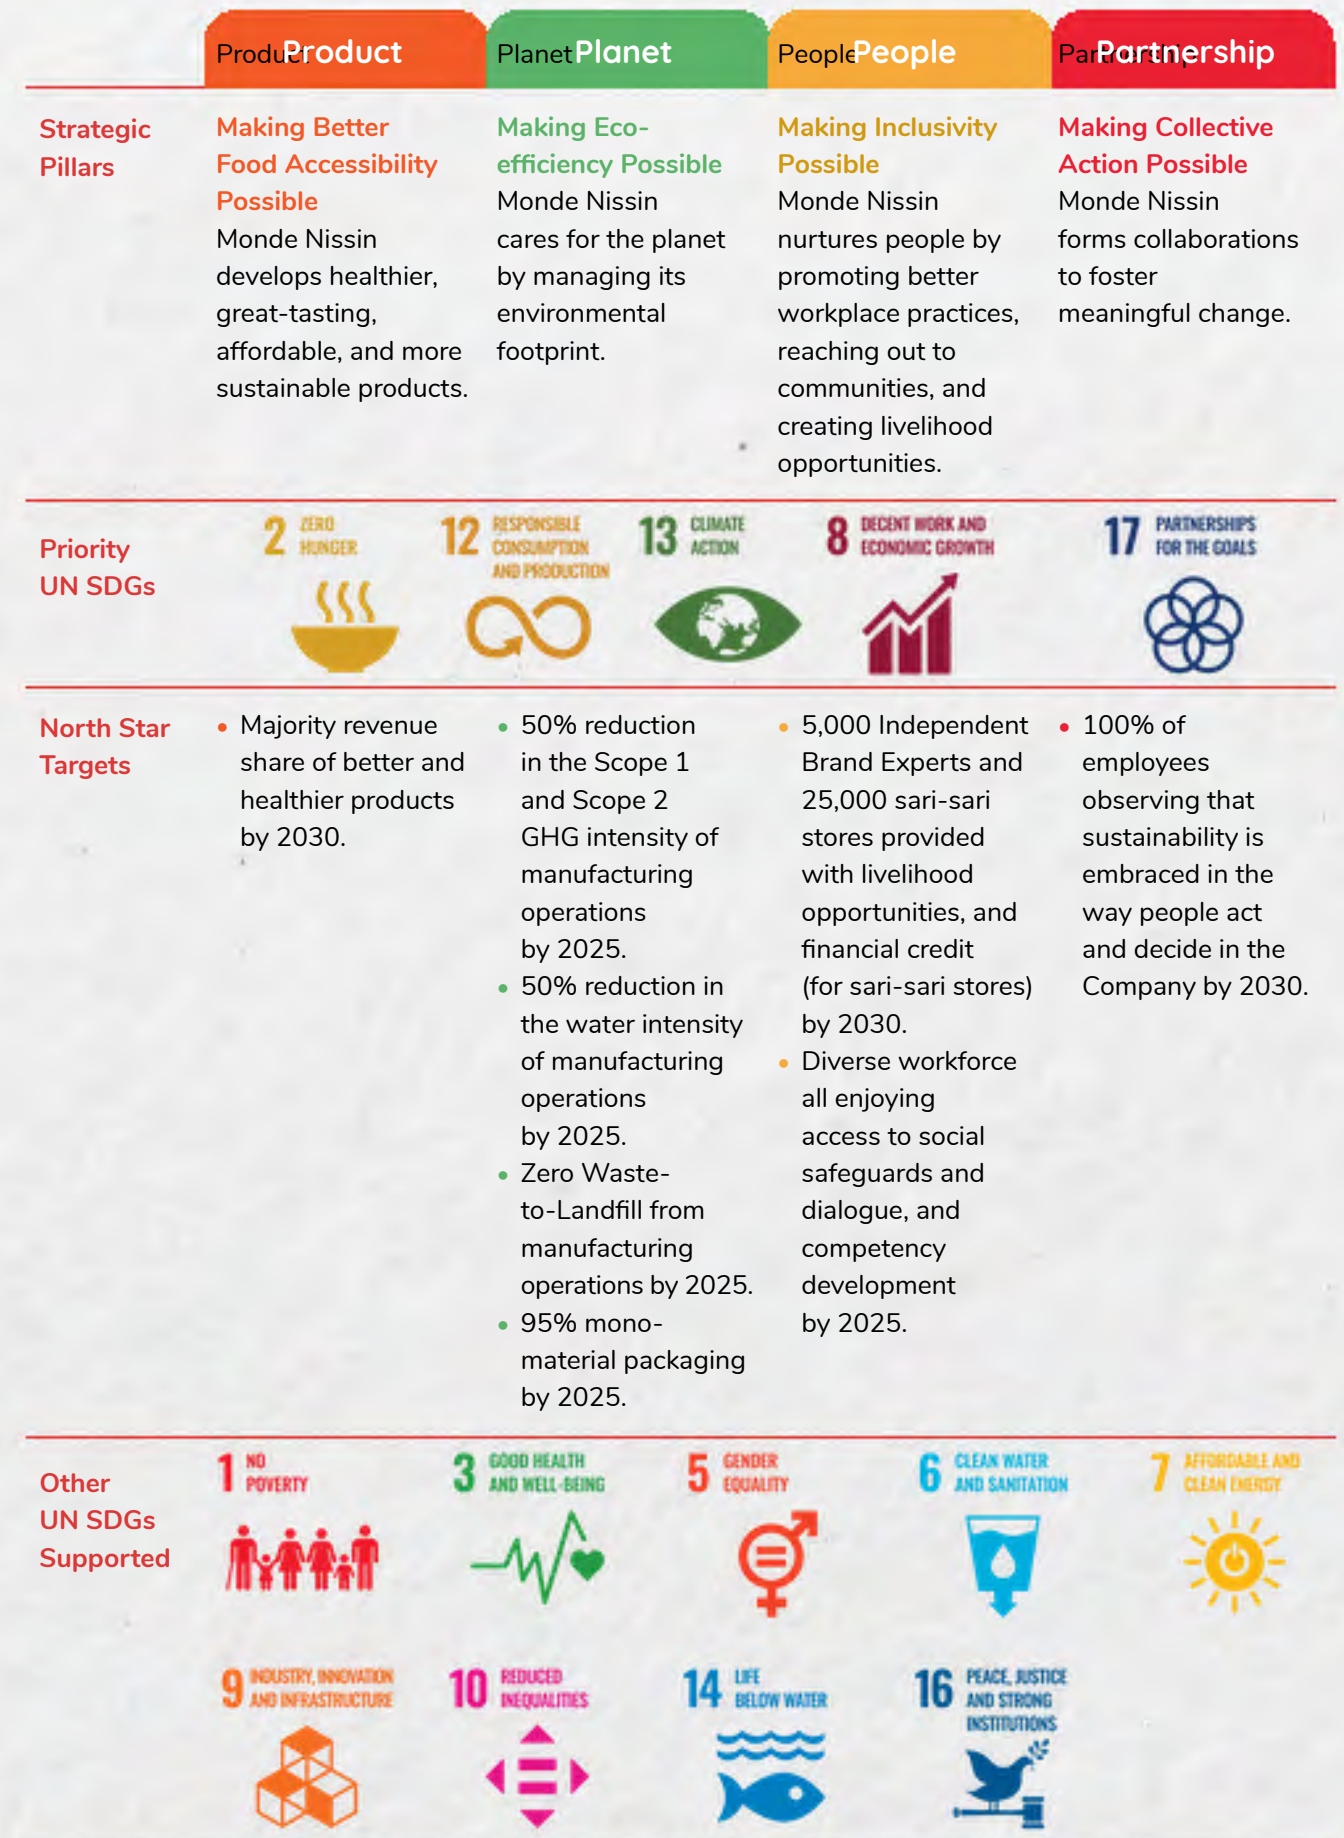 Product Product
Planet Planet
People People
Partnership Partnership
Strategic
Pillars
Making Better
Food Accessibility
Possible
Monde Nissin
develops healthier,
great-tasting,
affordable, and more
sustainable products.
Making Eco-
efficiency Possible
Monde Nissin
cares for the planet
by managing its
environmental
footprint.
Making Inclusivity
Possible
Monde Nissin
nurtures people by
promoting better
workplace practices,
reaching out to
communities, and
creating livelihood
opportunities.
Making Collective
Action Possible
Monde Nissin
forms collaborations
to foster
meaningful change.
Priority
UN SDGs
2 ZERO
HUNGER
12 RESPONSIBLE
CONSUMPTION
AND PRODUCTION
13 CLIMATE
ACTION
8 DECENT WORK AND
ECONOMIC GROWTH
17 PARTNERSHIPS
FOR THE GOALS
North Star
Targets
• Majority revenue
share of better and
healthier products
by 2030.
• 50% reduction
in the Scope 1
and Scope 2
GHG intensity of
manufacturing
operations
by 2025.
• 50% reduction in
the water intensity
of manufacturing
operations
by 2025.
• Zero Waste-
to-Landfill from
manufacturing
operations by 2025.
• 95% mono-
material packaging
by 2025.
• 5,000 Independent
Brand Experts and
25,000 sari-sari
stores provided
with livelihood
opportunities, and
financial credit
(for sari-sari stores)
by 2030.
• Diverse workforce
all enjoying
access to social
safeguards and
dialogue, and
competency
development
by 2025.
• 100% of
employees
observing that
sustainability is
embraced in the
way people act
and decide in the
Company by 2030.
Other
UN SDGs
Supported
1 NO
POVERTY
3 GOOD HEALTH
AND WELL-BEING
5 GENDER
EQUALITY
6 CLEAN WATER
AND SANITATION
7 AFFORDABLE AND
CLEAN ENERGY
9 INDUSTRY, INNOVATION
AND INFRASTRUCTURE
10 REDUCED
INEQUALITIES
14 LIFE
BELOW WATER
16 PEACE, JUSTICE
AND STRONG
INSTITUTIONS